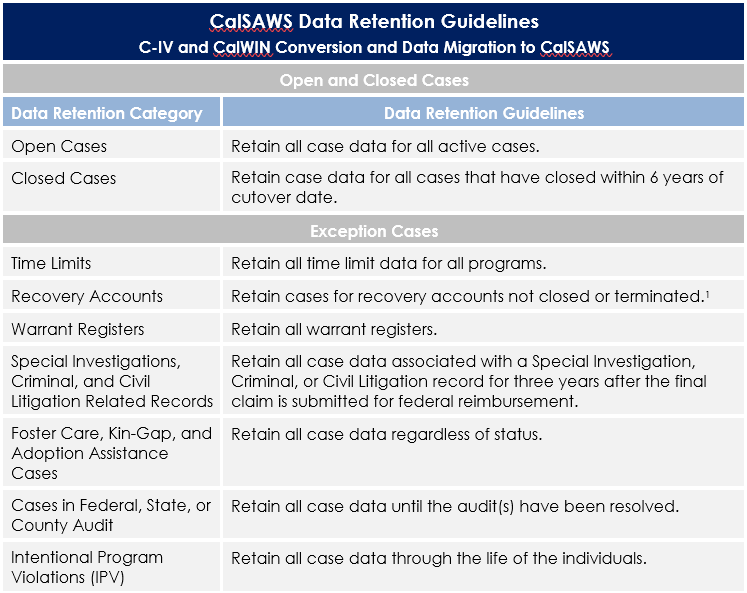 CalSAWS Data Retention Guidelines
C-IV and CalWIN Conversion and Data Migration to CalSAWS
Open and Closed Cases
Data Retention Category
Data Retention Guidelines
Open Cases
Retain all case data for all active cases.
Closed Cases
Retain case data for all cases that have closed within 6 years of
cutover date.
Exception Cases
Time Limits
Retain all time limit data for all programs.
Recovery Accounts
Retain cases for recovery accounts not closed or terminated.¹
Warrant Registers
Retain all warrant registers.
Special Investigations,
Criminal, and Civil
Litigation Related Records
Retain all case data associated with a Special Investigation,
Criminal, or Civil Litigation record for three years after the final
claim is submitted for federal reimbursement.
Foster Care, Kin-Gap, and
Adoption Assistance
Cases
Retain all case data regardless of status.
Cases in Federal, State, or
County Audit
Retain all case data until the audit(s) have been resolved.
Intentional Program
Violations (IPV)
Retain all case data through the life of the individuals.